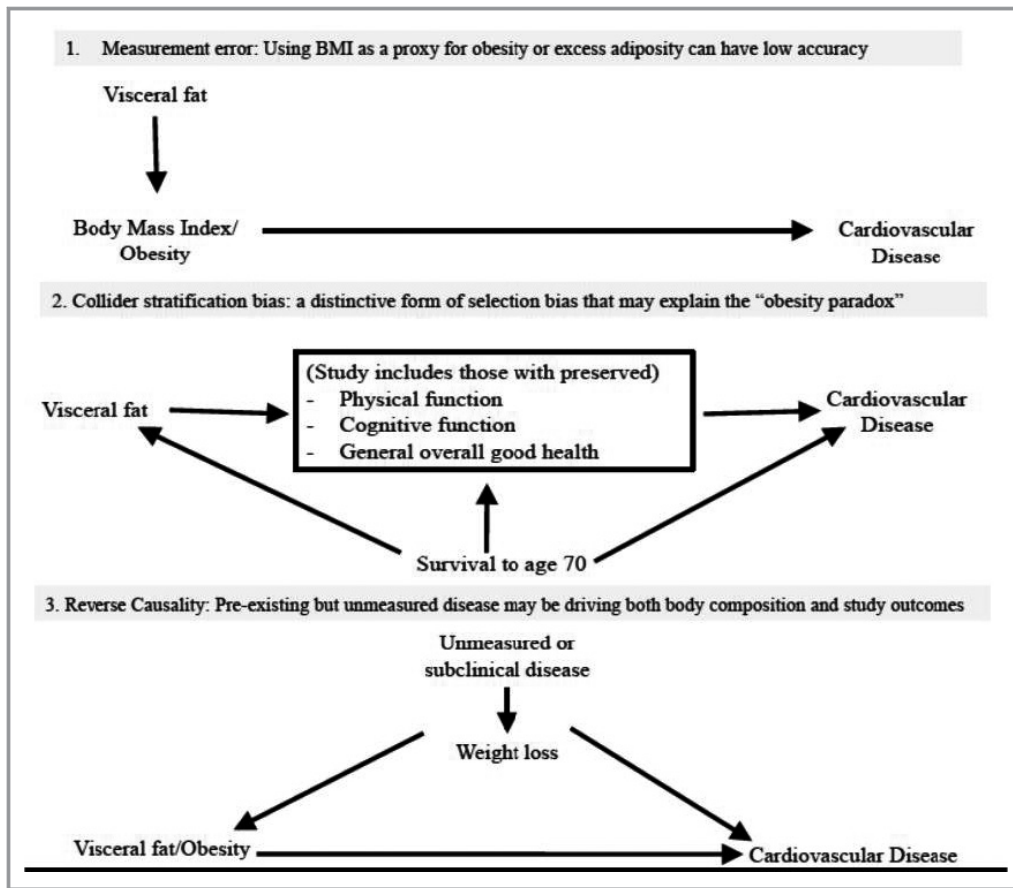 1. Measurement error: Using BMI as a proxy for obesity or excess adiposity can have low accuracy
Visceral fat
Body Mass Index/
Obesity
Cardiovascular
Disease
2. Collider stratification bias: a distinctive form of selection bias that may explain the “obesity paradox”
(Study includes those with preserved)
- Physical function
- Cognitive function
- General overall good health
Visceral fat
Cardiovascular
Disease
Survival to age 70
3. Reverse Causality: Pre-existing but unmeasured disease may be driving both body composition and study outcomes
Unmeasured or
subclinical disease
Weight loss
Visceral fat/Obesity
Cardiovascular Disease